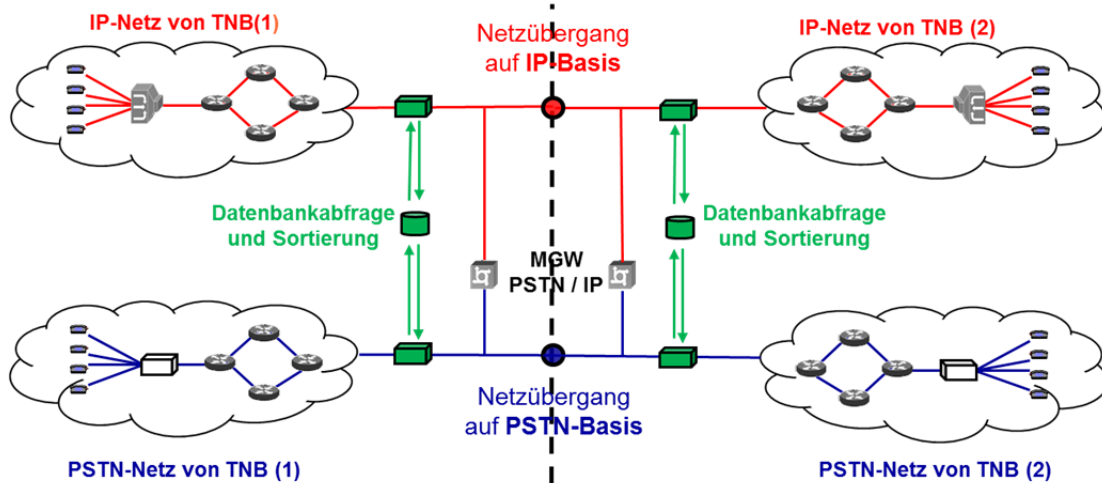 IP-Netz von TNB(1)
Netzübergang
auf IP-Basis
IP-Netz von TNB (2)
Datenbankabfrage
und Sortierung
Datenbankabfrage
und Sortierung
MGW
PSTN / IP
Netzübergang
auf PSTN-Basis
PSTN-Netz von TNB (1)
PSTN-Netz von TNB (2)